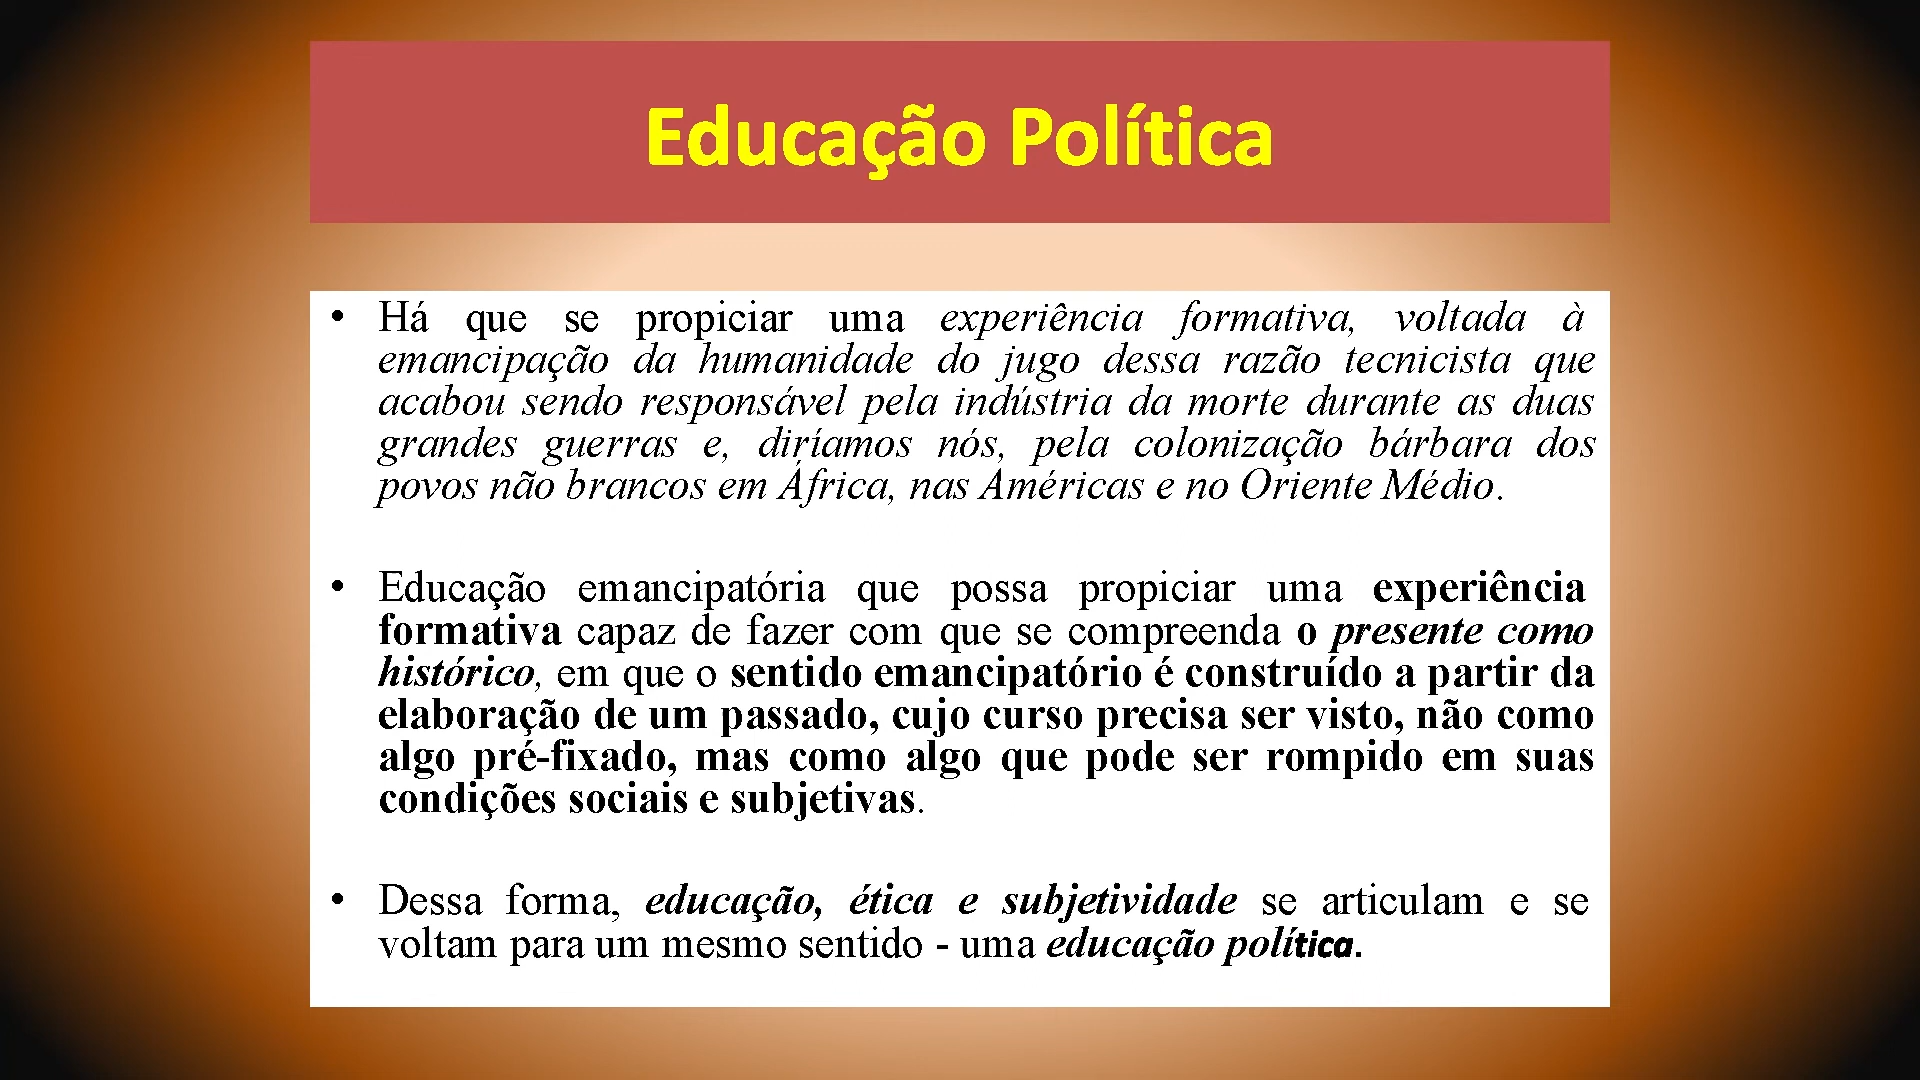 Educação Política
• Há que se propiciar uma experiência formativa, voltada à
emancipação da humanidade do jugo dessa razão tecnicista que
acabou sendo responsável pela indústria da morte durante as duas
grandes guerras e, diríamos nós, pela colonização bárbara dos
povos não brancos em África, nas Américas e no Oriente Médio.
• Educação emancipatória que possa propiciar uma experiência
formativa capaz de fazer com que se compreenda o presente como
histórico, em que o sentido emancipatório é construído a partir da
elaboração de um passado, cujo curso precisa ser visto, não como
algo pré-fixado, mas como algo que pode ser rompido em suas
condições sociais e subjetivas.
• Dessa forma, educação, ética e subjetividade se articulam e se
voltam para um mesmo sentido - uma educação política.